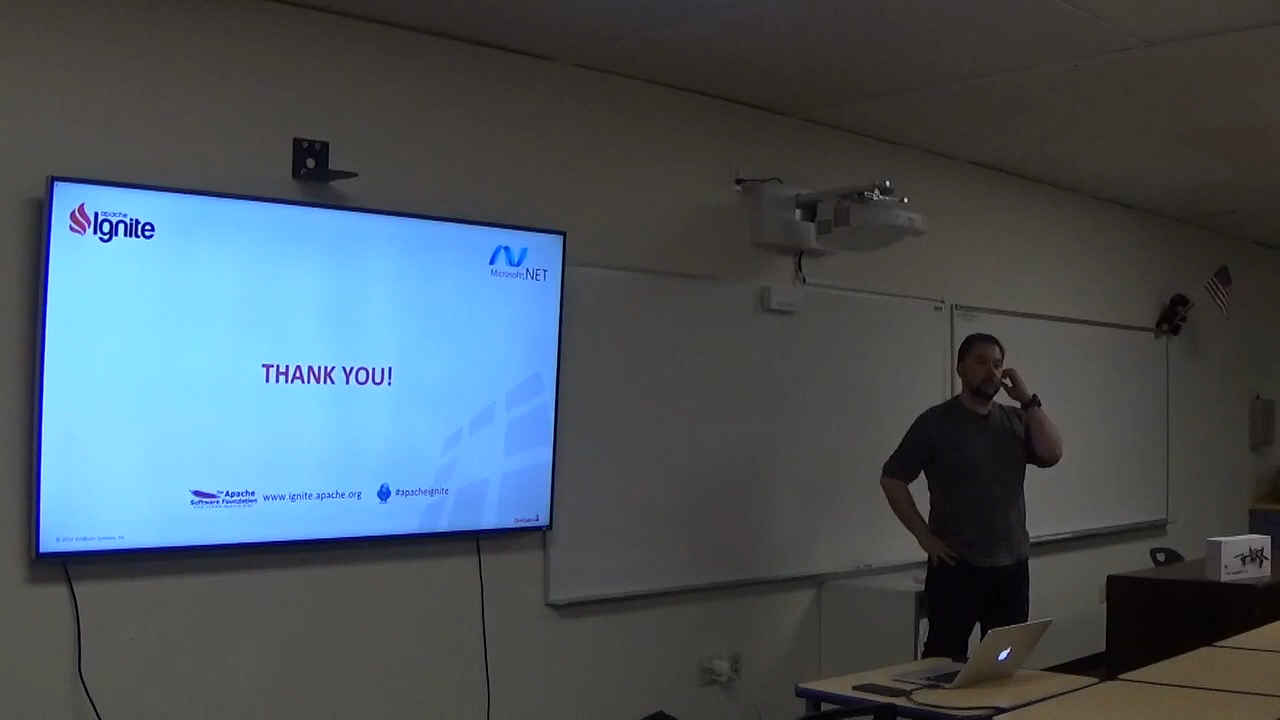 apache
Ignite
Microsoft .NET
THANK YOU!
The Apache
Software Foundation
www.ignite.apache.org
#apacheignite